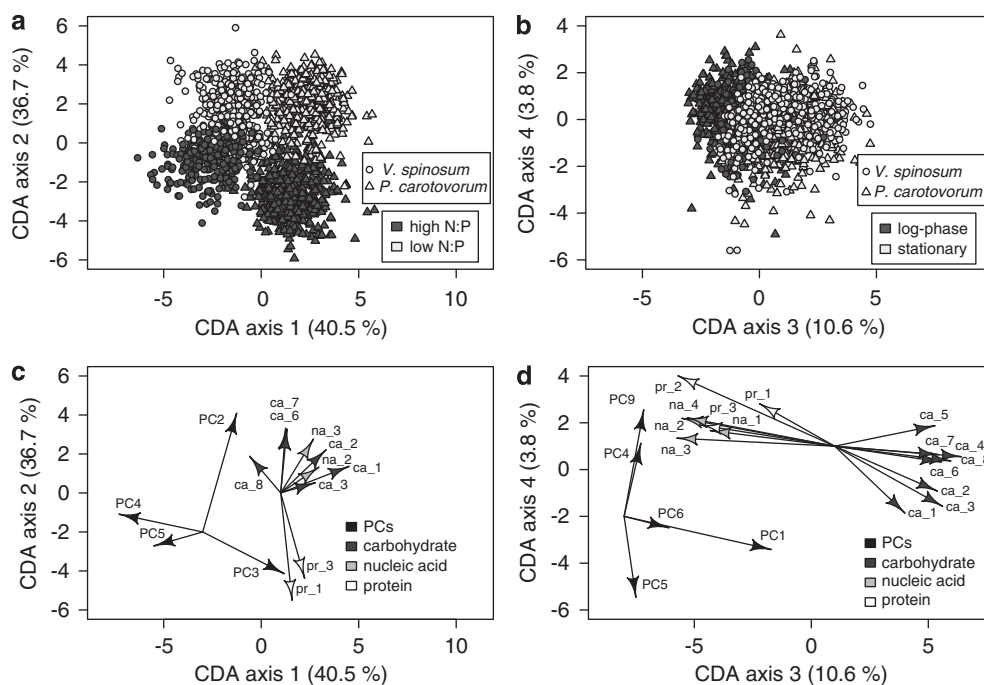 a
6
4
2
0
-2
-4
-6
CDA axis 2 (36.7 %)
V. spinosum
P. carotovorum
high N:P
low N:P
-5
0
5
10
CDA axis 1 (40.5 %)
b
4
2
0
-2
-4
-6
CDA axis 4 (3.8 %)
V. spinosum
P. carotovorum
log-phase
stationary
-5
0
5
CDA axis 3 (10.6 %)
c
6
4
2
0
-2
-4
-6
CDA axis 2 (36.7 %)
PC2
PC4
PC5
PC3
ca_7
ca_6
na_3
ca_2
na_2
ca_1
ca_3
ca_8
pr_3
pr_1
PCs
carbohydrate
nucleic acid
protein
-5
0
5
10
CDA axis 1 (40.5 %)
d
4
2
0
-2
-4
-6
CDA axis 4 (3.8 %)
pr_2
pr_1
PC9
na_4
pr_3
na_1
na_2
na_3
PC4
PC6
PC1
PC5
ca_5
ca_7
ca_4
ca_8
ca_6
ca_2
ca_3
ca_1
PCs
carbohydrate
nucleic acid
protein
-5
0
5
CDA axis 3 (10.6 %)